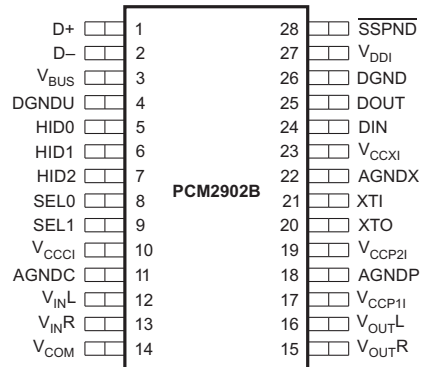 D+ 1 28 SSPND
D– 2 27 VDDI
VBUS 3 26 DGND
DGNDU 4 25 DOUT
HID0 5 24 DIN
HID1 6 23 VCCXI
HID2 7 22 AGNDX
PCM2902B
SEL0 8 21 XTI
SEL1 9 20 XTO
VCCCI 10 19 VCCP2I
AGNDC 11 18 AGNDP
VINL 12 17 VCCP1I
VINR 13 16 VOUTL
VCOM 14 15 VOUTR